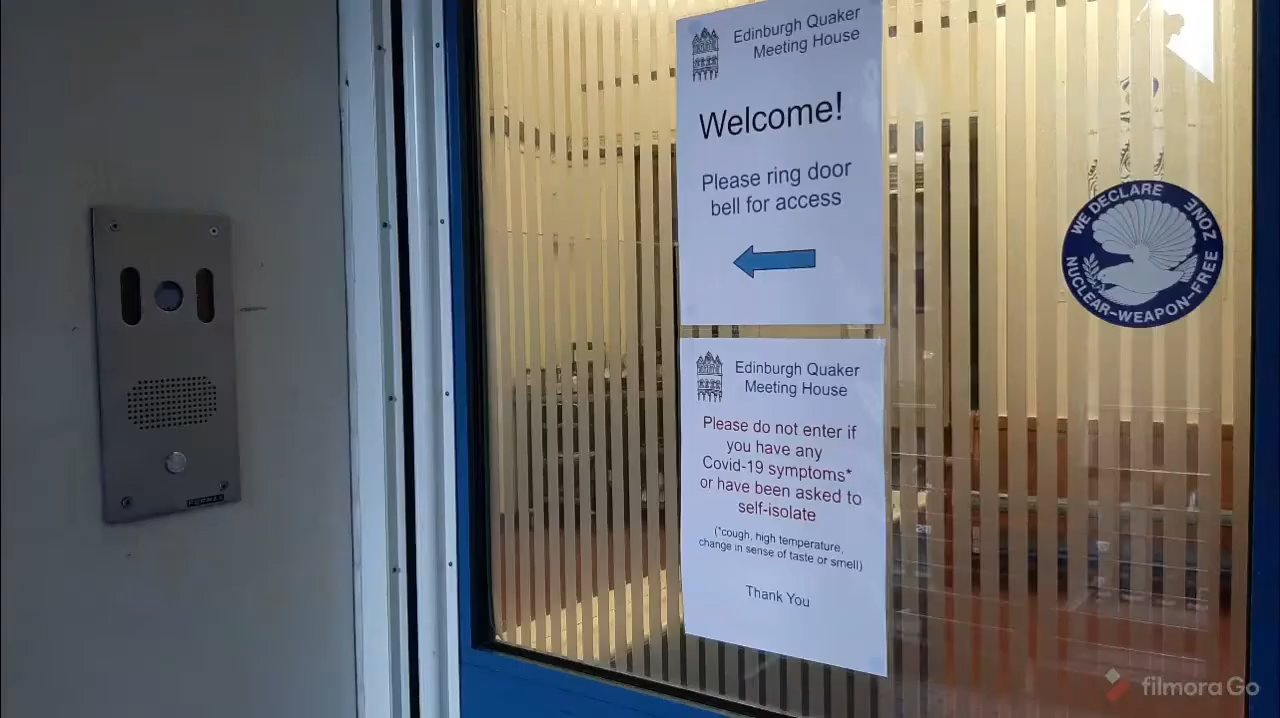 Edinburgh Quaker
Meeting House
Welcome!
Please ring door
bell for access
Edinburgh Quaker
Meeting House
Please do not enter if
you have any
Covid-19 symptoms*
or have been asked to
self-isolate
(*cough, high temperature,
change in sense of taste or smell)
Thank You
WE DECLARE
NUCLEAR-WEAPON-FREE
ZONE
filmoraGo